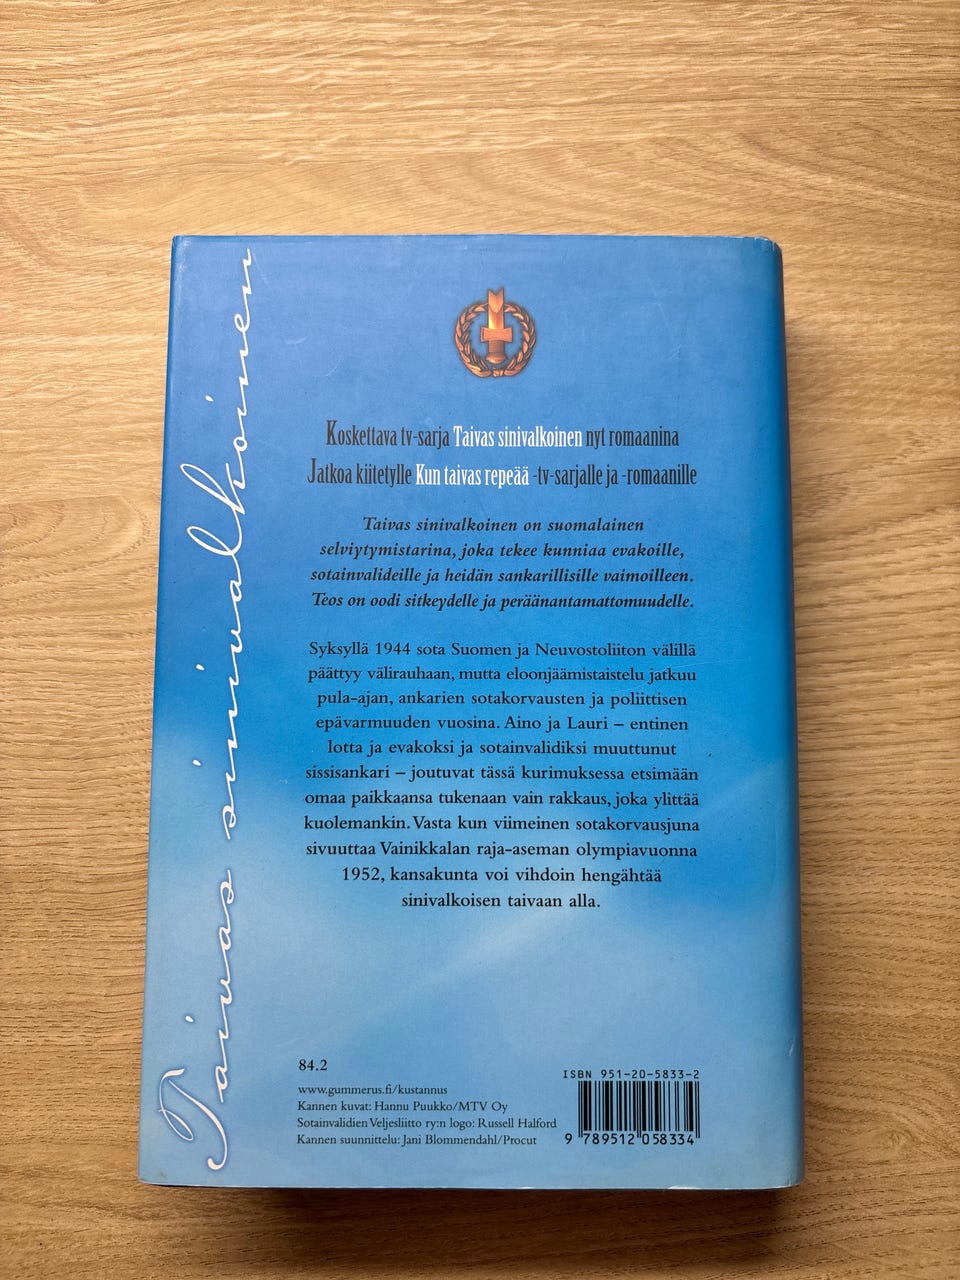 Taivas sinivalkoinen
Koskettava tv-sarja Taivas sinivalkoinen nyt romaanina
Jatkoa kiitetylle Kun taivas repeää -tv-sarjalle ja -romaanille
Taivas sinivalkoinen on suomalainen
selviytymistarina, joka tekee kunniaa evakoille,
sotainvalideille ja heidän sankarillisille vaimoilleen.
Teos on oodi sitkeydelle ja peräänantamattomuudelle.
Syksyllä 1944 sota Suomen ja Neuvostoliiton välillä
päättyy välirauhaan, mutta eloonjäämistaistelu jatkuu
pula-ajan, ankarien sotakorvausten ja poliittisen
epävarmuuden vuosina. Aino ja Lauri – entinen
lotta ja evakoksi ja sotainvalidiksi muuttunut
sissisankari – joutuvat tässä kurimuksessa etsimään
omaa paikkaansa tukenaan vain rakkaus, joka ylittää
kuolemankin. Vasta kun viimeinen sotakorvausjuna
sivuuttaa Vainikkalan raja-aseman olympiavuonna
1952, kansakunta voi vihdoin hengähtää
sinivalkoisen taivaan alla.
84.2
www.gummerus.fi/kustannus
Kannen kuvat: Hannu Puukko/MTV Oy
Sotainvalidien Veljesliitto ry:n logo: Russell Halford
Kannen suunnittelu: Jani Blommendahl/Procut
ISBN 951-20-5833-2
9 789512 058334